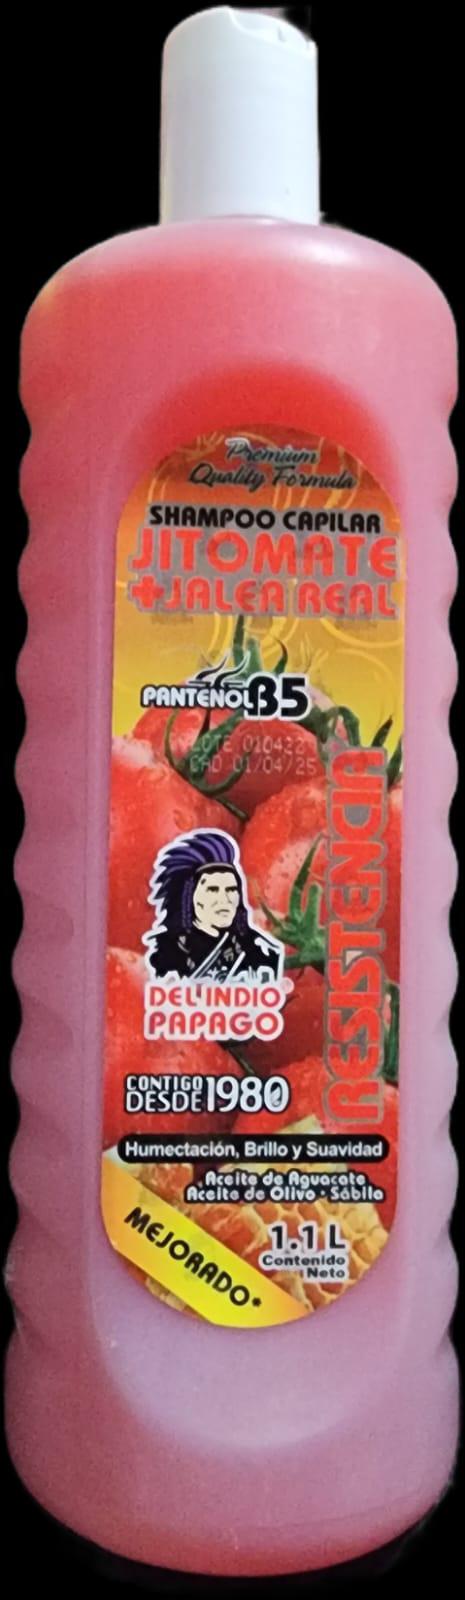 Premium
Quality Formula
SHAMPOO CAPILAR
JITOMATE
+JALEA REAL
PANTENOL B5
LOTE 010422
CAD 01/04/25
RESISTENCIA
DEL INDIO®
PAPAGO
CONTIGO
DESDE 1980
Humectación, Brillo y Suavidad
Aceite de Aguacate
Aceite de Olivo • Sábila
MEJORADO*
1.1 L
Contenido
Neto